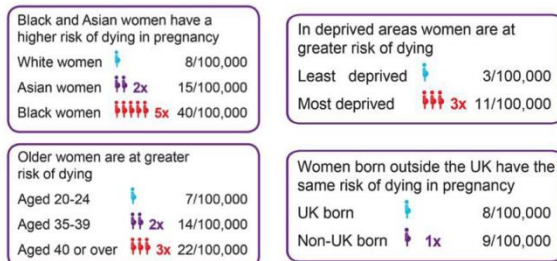 Black and Asian women have a
higher risk of dying in pregnancy
White women 8/100,000
Asian women 2x 15/100,000
Black women 5x 40/100,000
In deprived areas women are at
greater risk of dying
Least deprived 3/100,000
Most deprived 3x 11/100,000
Older women are at greater
risk of dying
Aged 20-24 7/100,000
Aged 35-39 2x 14/100,000
Aged 40 or over 3x 22/100,000
Women born outside the UK have the
same risk of dying in pregnancy
UK born 8/100,000
Non-UK born 1x 9/100,000